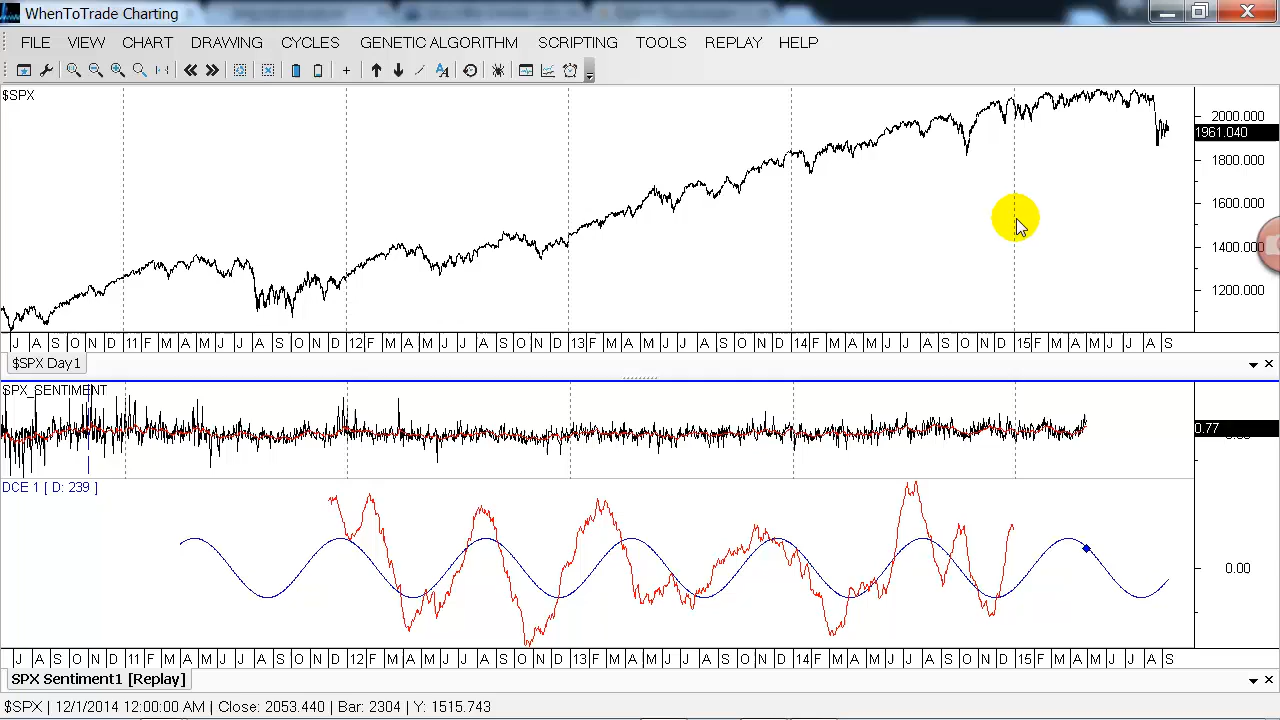 WhenToTrade Charting
FILE VIEW CHART DRAWING CYCLES GENETIC ALGORITHM SCRIPTING TOOLS REPLAY HELP
$SPX
2000.000
1961.040
1800.000
1600.000
1400.000
1200.000
J A S O N D 11 F M A M J J A S O N D 12 F M A M J J A S O N D 13 F M A M J J A S O N D 14 F M A M J J A S O N D 15 F M A M J J A S
$SPX Day1
SPX_SENTIMENT
0.77
DCE 1 [ D: 239 ]
0.00
J A S O N D 11 F M A M J J A S O N D 12 F M A M J J A S O N D 13 F M A M J J A S O N D 14 F M A M J J A S O N D 15 F M A M J J A S
SPX Sentiment1 [Replay]
$SPX | 12/1/2014 12:00:00 AM | Close: 2053.440 | Bar: 2304 | Y: 1515.743